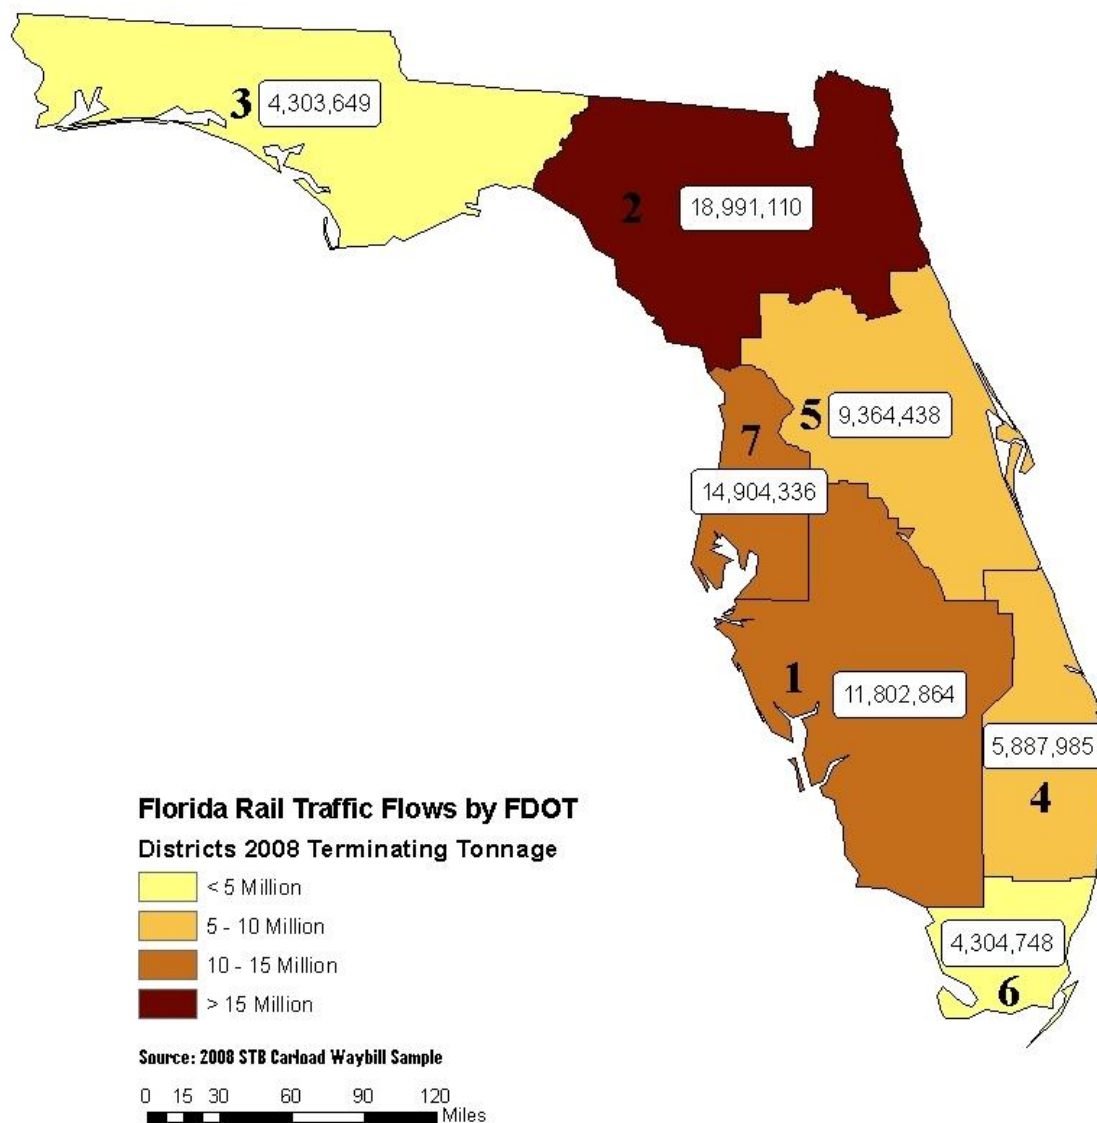 3 4,303,649
2 18,991,110
5 9,364,438
7
14,904,336
1 11,802,864
5,887,985
4
4,304,748
6
Florida Rail Traffic Flows by FDOT
Districts 2008 Terminating Tonnage
< 5 Million
5 - 10 Million
10 - 15 Million
> 15 Million
Source: 2008 STB Carload Waybill Sample
0 15 30 60 90 120
Miles